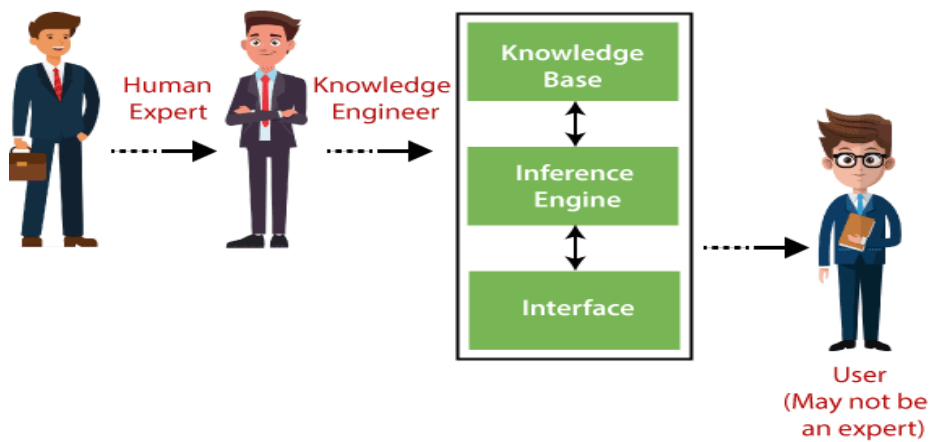 Human
Expert
Knowledge
Engineer
Knowledge
Base
Inference
Engine
Interface
User
(May not be
an expert)